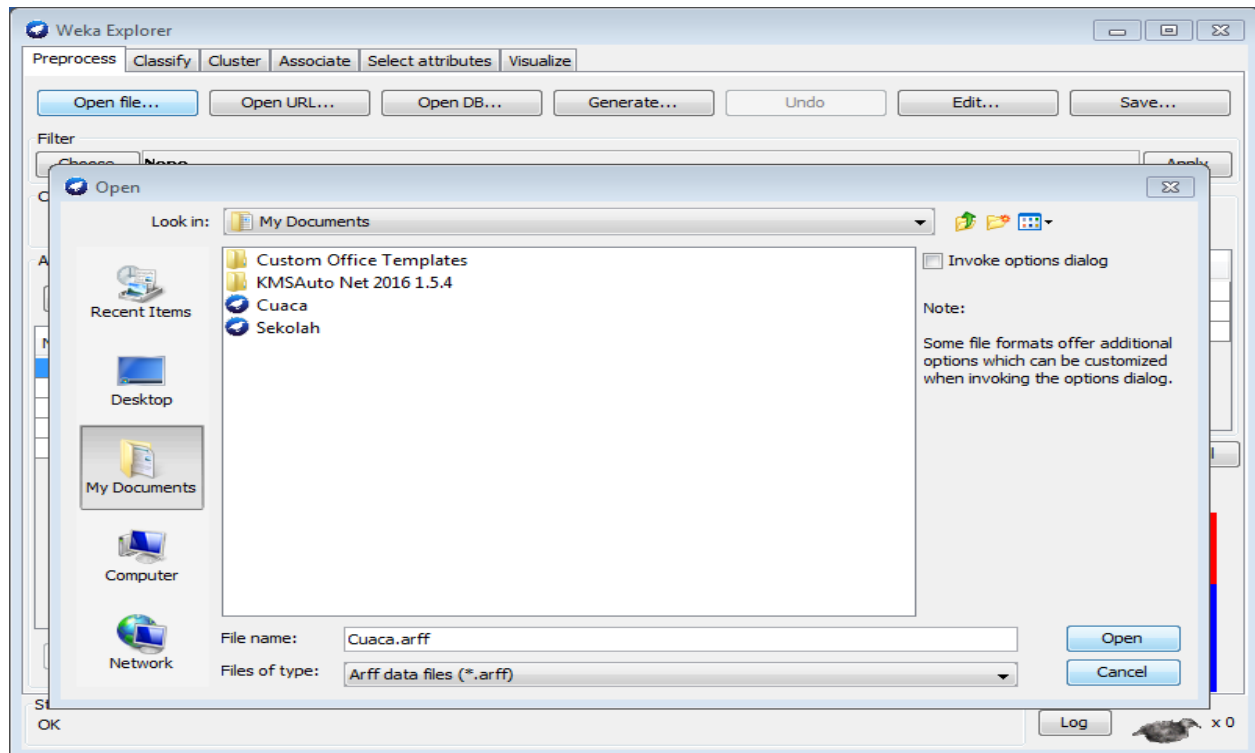 Weka Explorer
Preprocess Classify Cluster Associate Select attributes Visualize
Open file... Open URL... Open DB... Generate... Undo Edit... Save...
Filter
Choose None Apply
Open
Look in: My Documents
Custom Office Templates
KMSAuto Net 2016 1.5.4
Cuaca
Sekolah
Invoke options dialog
Note:
Some file formats offer additional
options which can be customized
when invoking the options dialog.
Recent Items
Desktop
My Documents
Computer
Network
File name: Cuaca.arff Open
Files of type: Arff data files (*.arff) Cancel
OK Log x 0